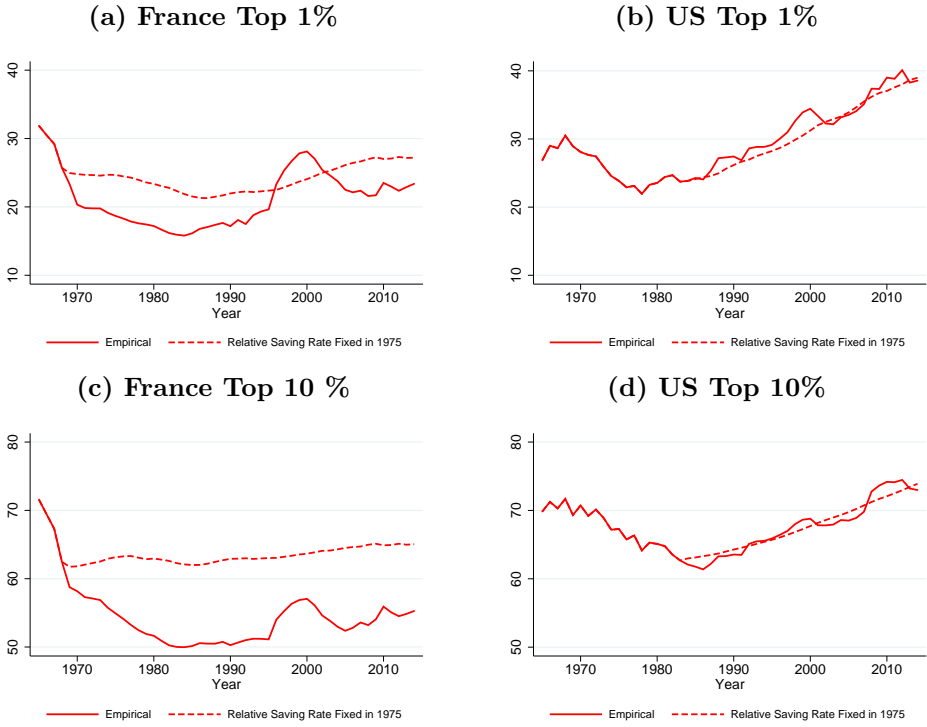 (a) France Top 1%
(b) US Top 1%
40
30
20
10
1970 1980 1990 2000 2010
Year
Empirical Relative Saving Rate Fixed in 1975
40
30
20
10
1970 1980 1990 2000 2010
Year
Empirical Relative Saving Rate Fixed in 1975
(c) France Top 10 %
(d) US Top 10%
80
70
60
50
1970 1980 1990 2000 2010
Year
Empirical Relative Saving Rate Fixed in 1975
80
70
60
50
1970 1980 1990 2000 2010
Year
Empirical Relative Saving Rate Fixed in 1975